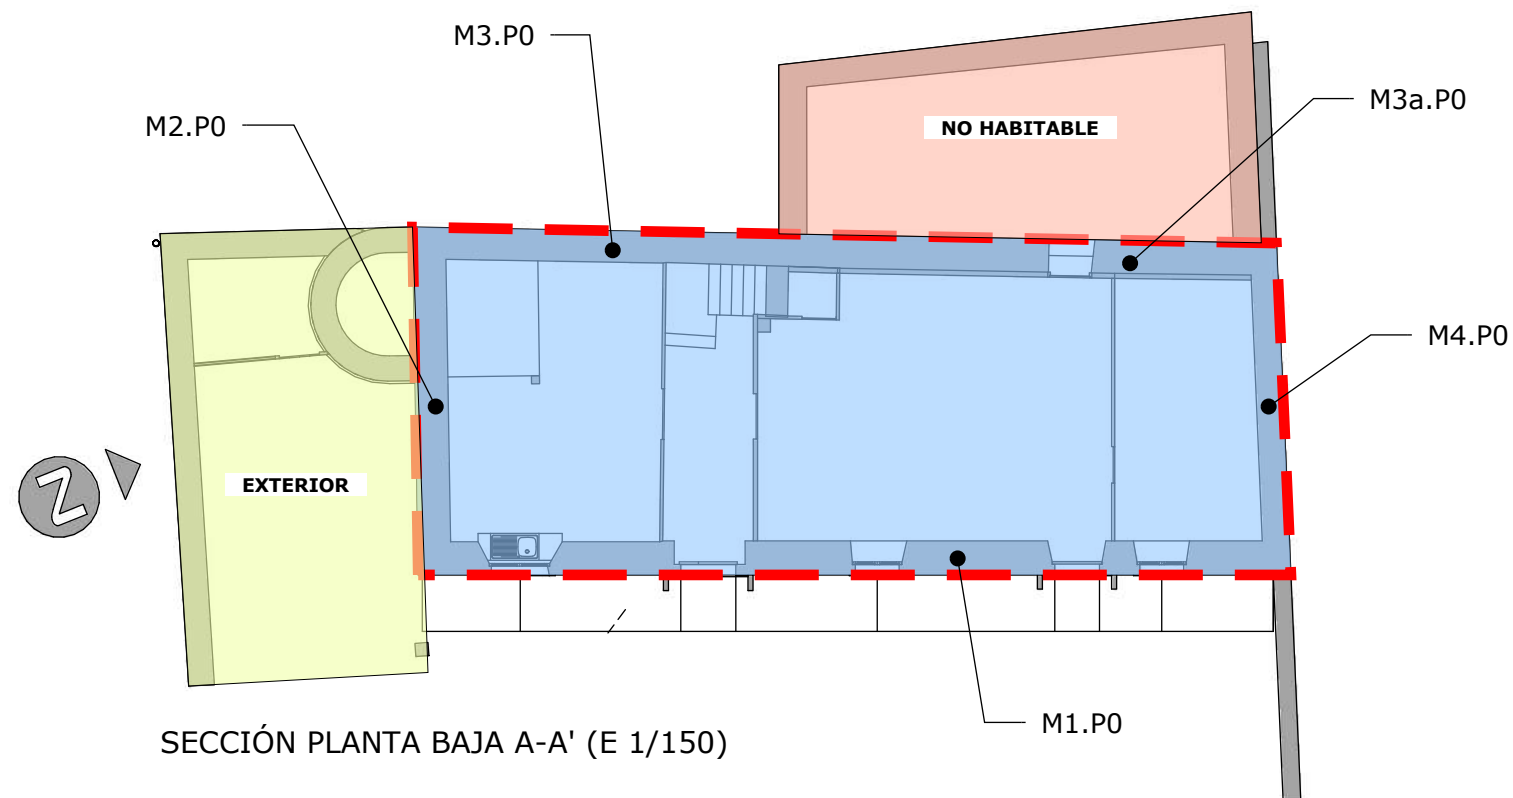 M3.P0
M3a.P0
M2.P0
NO HABITABLE
M4.P0
N
EXTERIOR
M1.P0
SECCIÓN PLANTA BAJA A-A' (E 1/150)